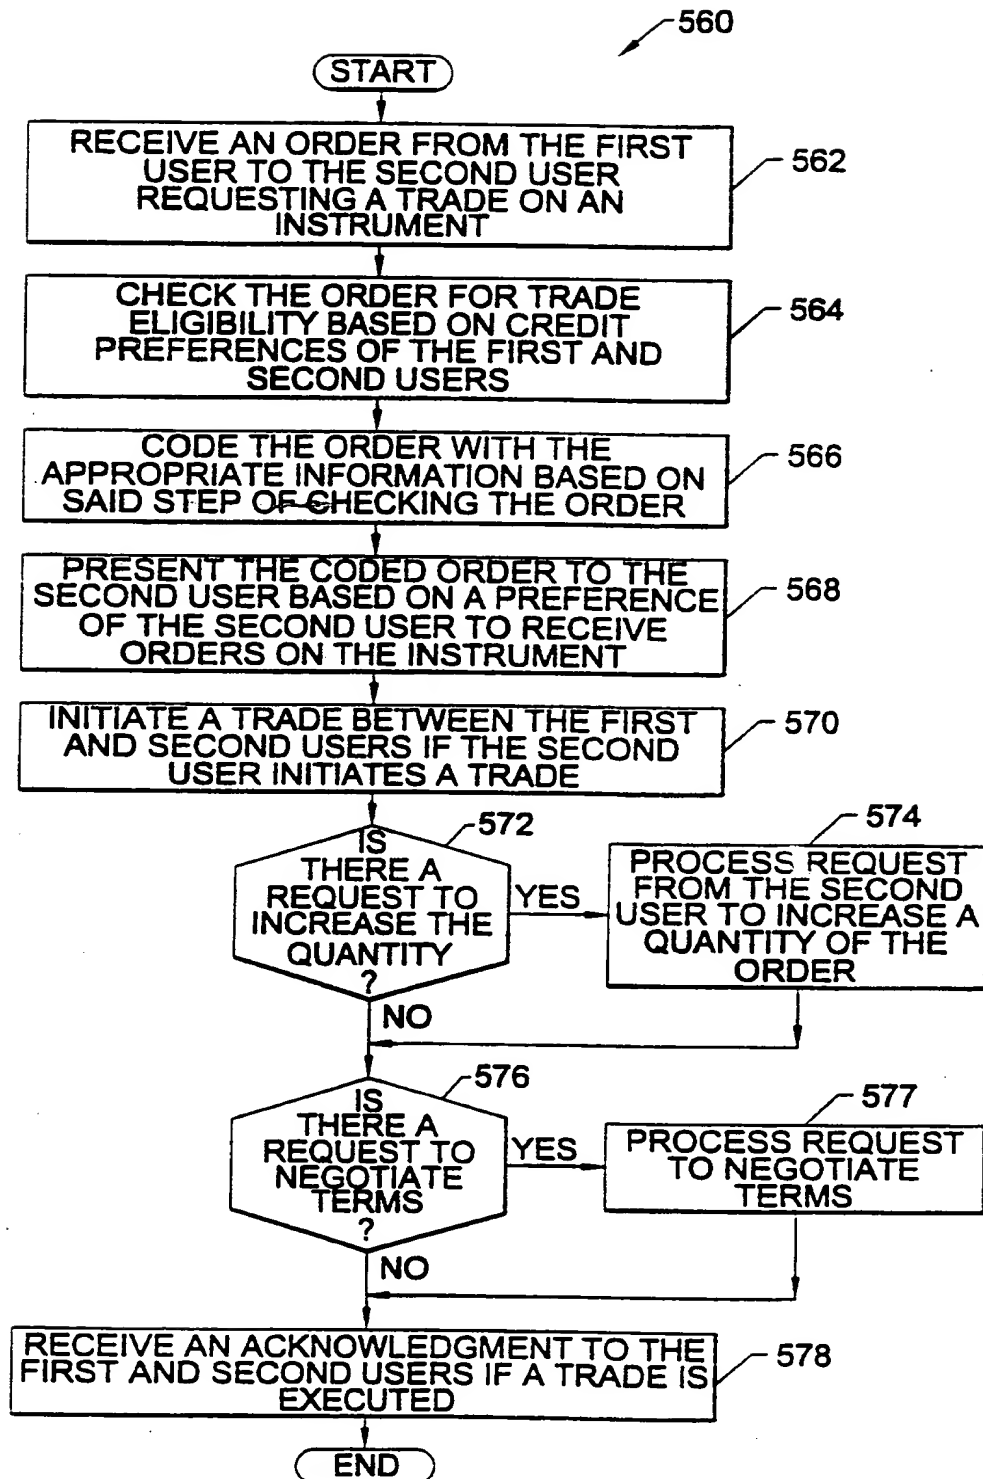 560
START
RECEIVE AN ORDER FROM THE FIRST
USER TO THE SECOND USER
REQUESTING A TRADE ON AN
INSTRUMENT
562
CHECK THE ORDER FOR TRADE
ELIGIBILITY BASED ON CREDIT
PREFERENCES OF THE FIRST AND
SECOND USERS
564
CODE THE ORDER WITH THE
APPROPRIATE INFORMATION BASED ON
SAID STEP OF CHECKING THE ORDER
566
PRESENT THE CODED ORDER TO THE
SECOND USER BASED ON A PREFERENCE
OF THE SECOND USER TO RECEIVE
ORDERS ON THE INSTRUMENT
568
INITIATE A TRADE BETWEEN THE FIRST
AND SECOND USERS IF THE SECOND
USER INITIATES A TRADE
570
572
IS
THERE A
REQUEST TO
INCREASE THE
QUANTITY
?
YES
NO
574
PROCESS REQUEST
FROM THE SECOND
USER TO INCREASE A
QUANTITY OF THE
ORDER
576
IS
THERE A
REQUEST TO
NEGOTIATE
TERMS
?
YES
NO
577
PROCESS REQUEST
TO NEGOTIATE
TERMS
RECEIVE AN ACKNOWLEDGMENT TO THE
FIRST AND SECOND USERS IF A TRADE IS
EXECUTED
578
END